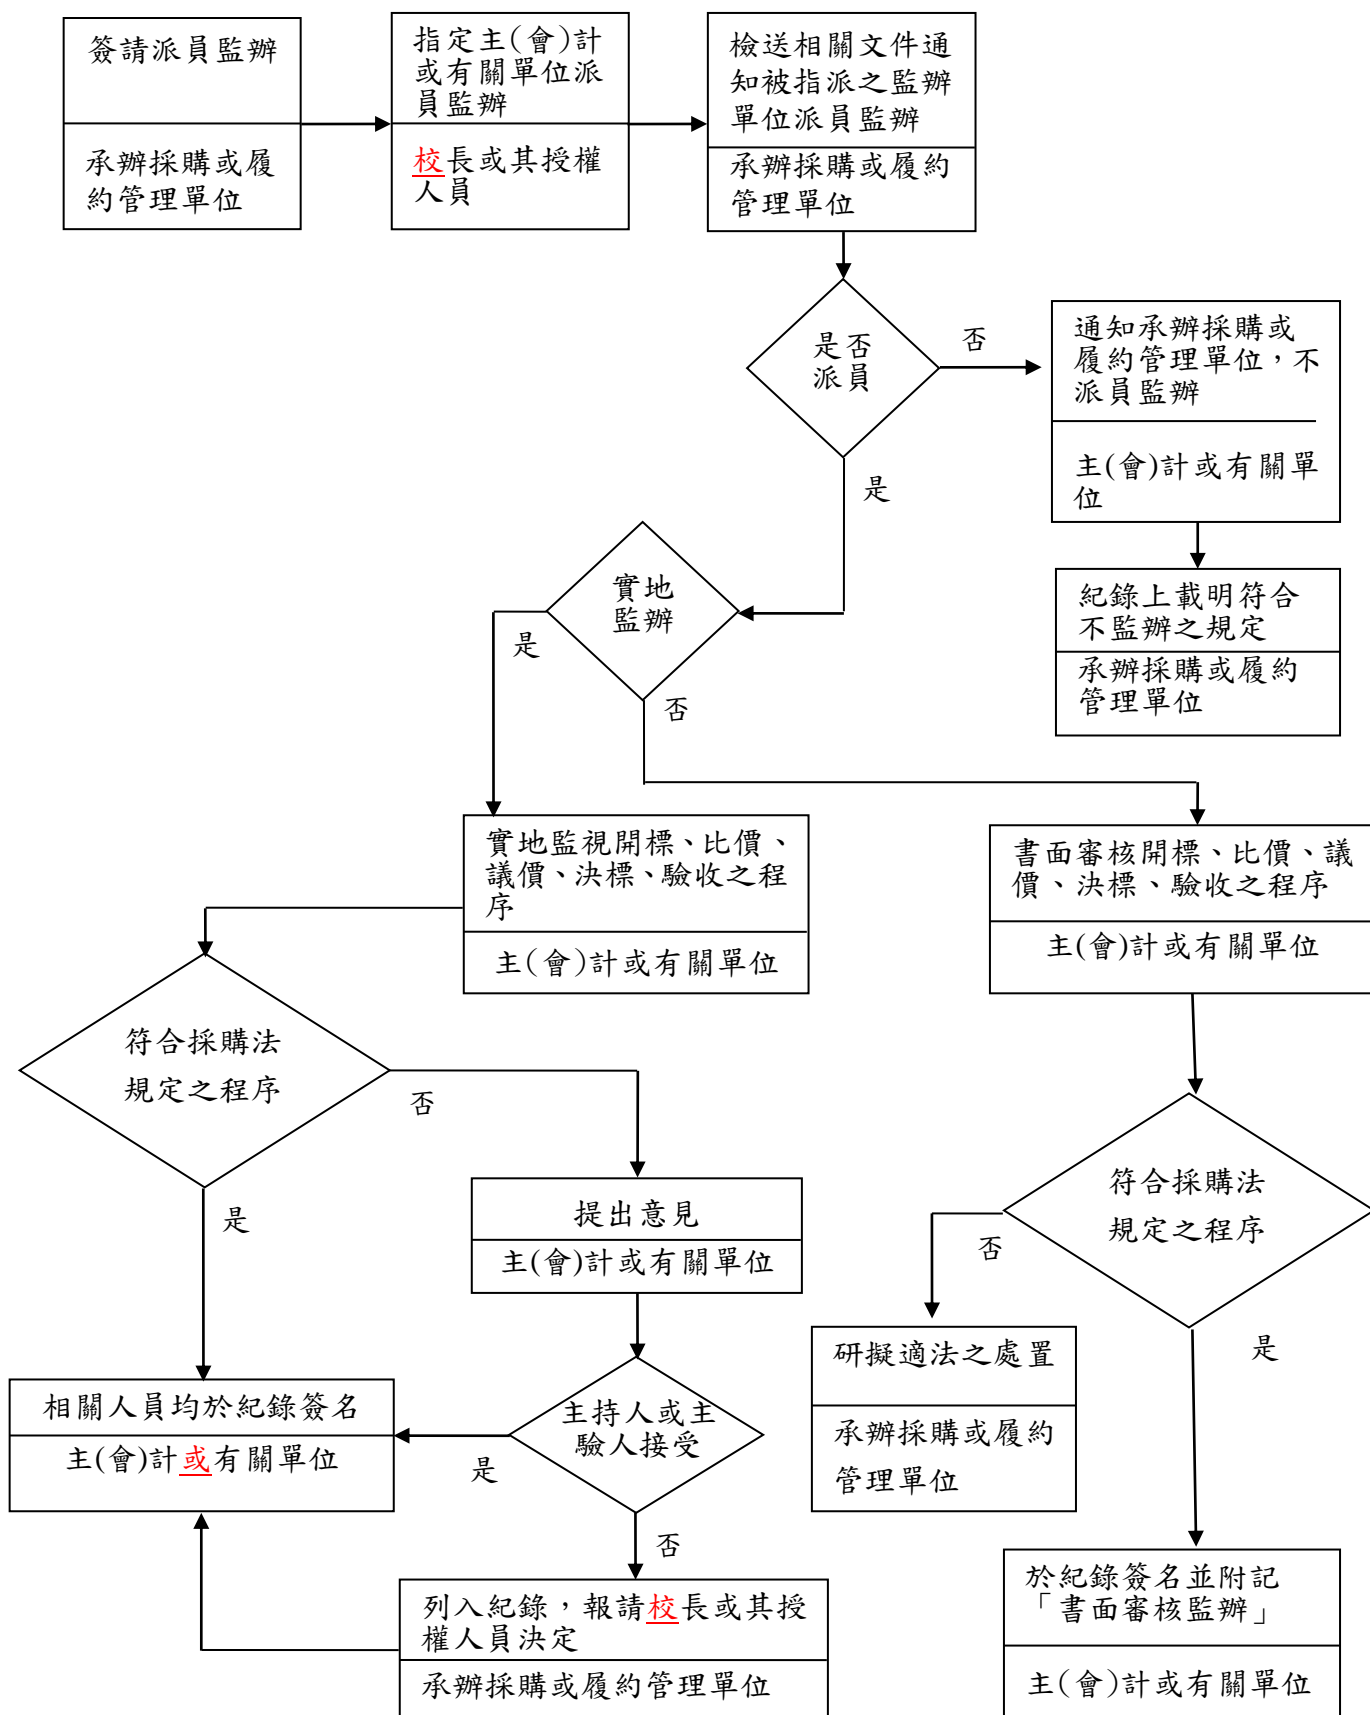 簽請派員監辦
承辦採購或履
約管理單位
指定主(會)計
或有關單位派
員監辦
校長或其授權
人員
檢送相關文件通
知被指派之監辦
單位派員監辦
承辦採購或履約
管理單位
是否
派員
否
是
通知承辦採購或
履約管理單位，不
派員監辦
主(會)計或有關單
位
紀錄上載明符合
不監辦之規定
承辦採購或履約
管理單位
實地
監辦
是
否
實地監視開標、比價、
議價、決標、驗收之程
序
主(會)計或有關單位
書面審核開標、比價、議
價、決標、驗收之程序
主(會)計或有關單位
符合採購法
規定之程序
否
是
提出意見
主(會)計或有關單位
符合採購法
規定之程序
否
是
研擬適法之處置
承辦採購或履約
管理單位
主持人或主
驗人接受
是
否
相關人員均於紀錄簽名
主(會)計或有關單位
列入紀錄，報請校長或其授
權人員決定
承辦採購或履約管理單位
於紀錄簽名並附記
「書面審核監辦」
主(會)計或有關單位